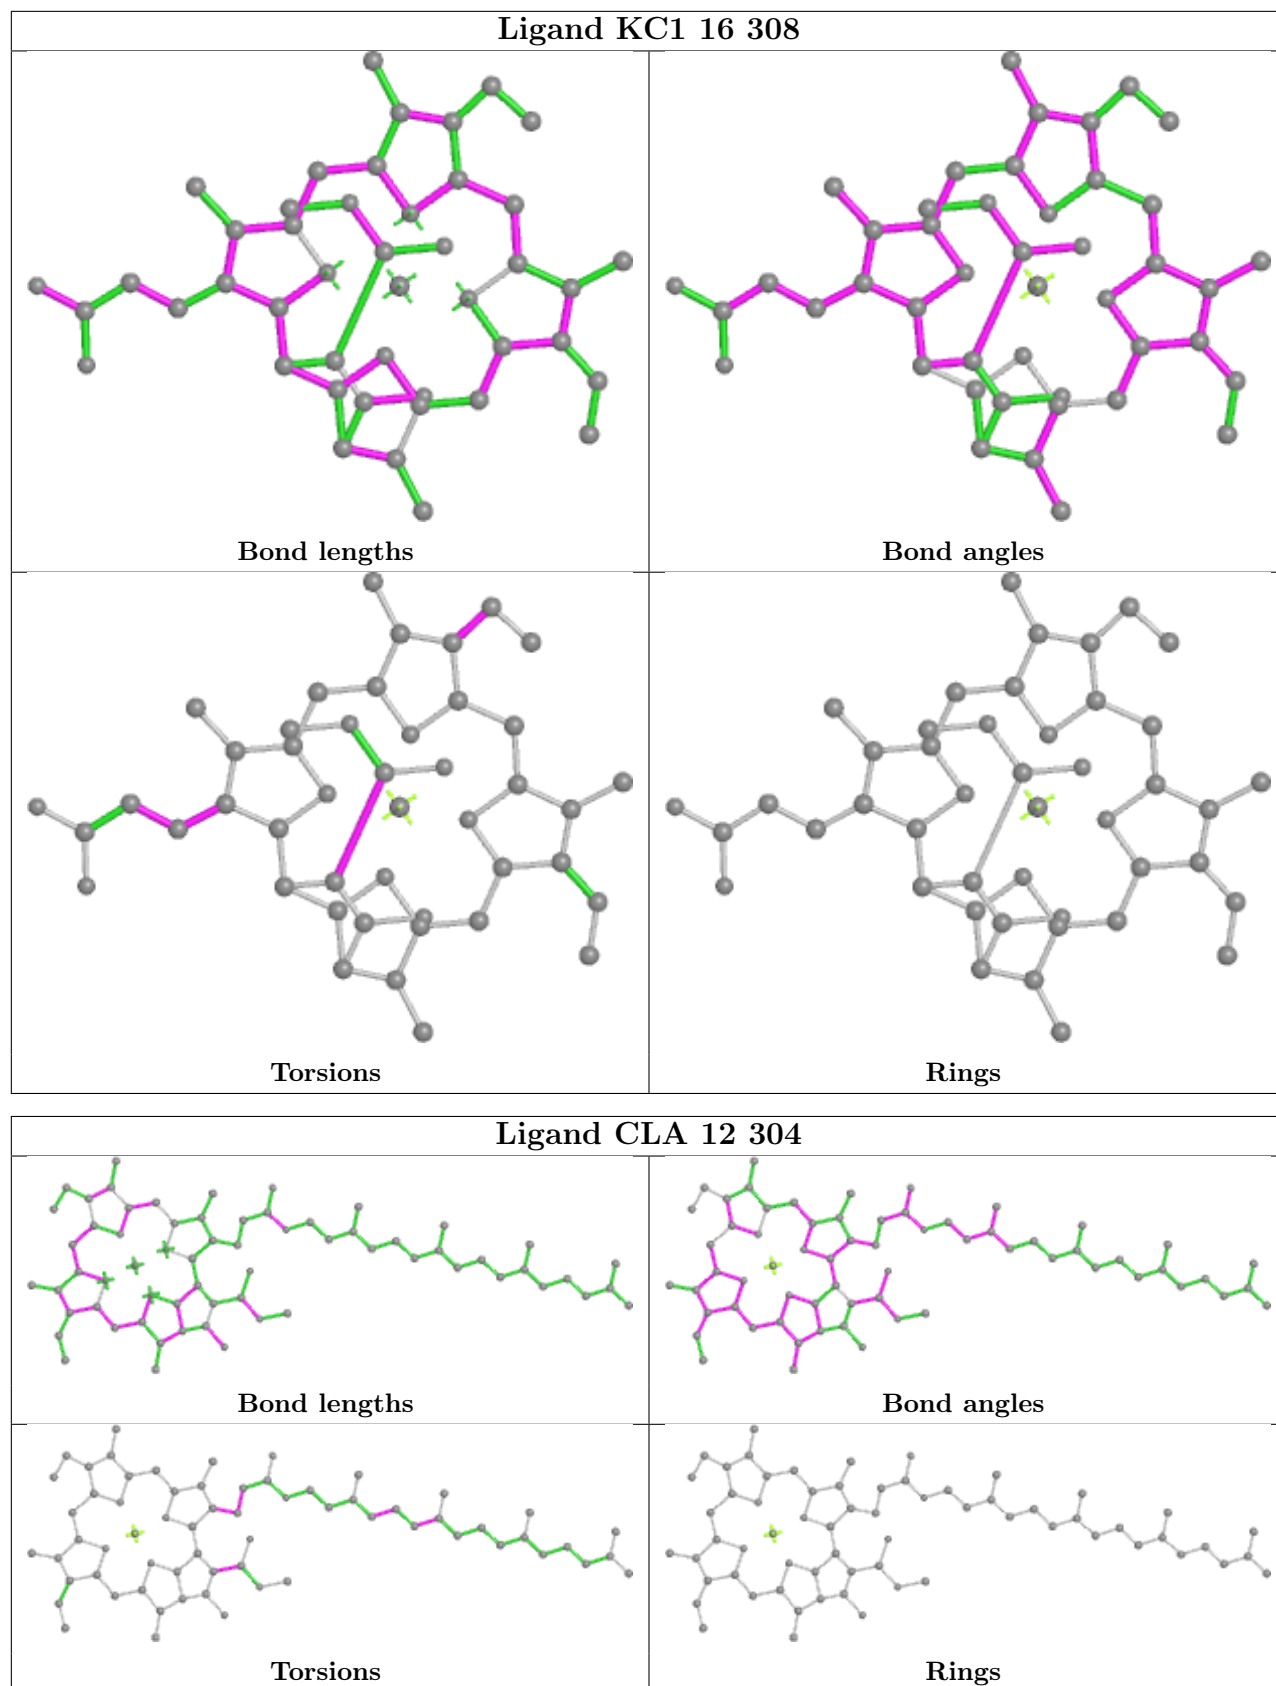 Ligand KC1 16 308
Bond lengths
Bond angles
Torsions
Rings
Ligand CLA 12 304
Bond lengths
Bond angles
Torsions
Rings